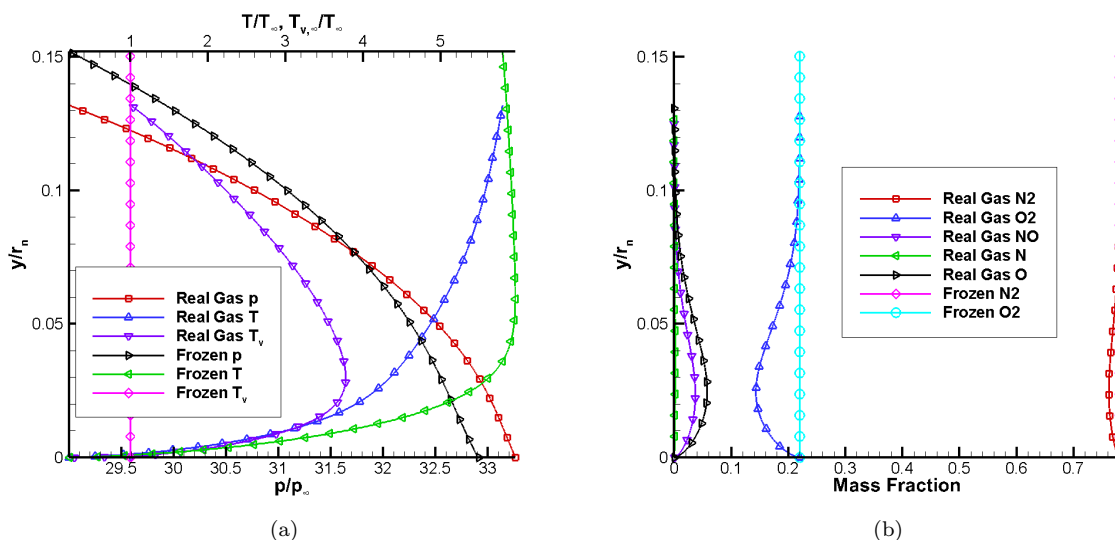 T/T∞, Tv,∞/T∞
1 2 3 4 5
0.15
0.1
0.05
0
y/rn
Real Gas p
Real Gas T
Real Gas Tv
Frozen p
Frozen T
Frozen Tv
29.5 30 30.5 31 31.5 32 32.5 33
p/p∞
(a)
0.15
0.1
0.05
0
y/rn
Real Gas N2
Real Gas O2
Real Gas NO
Real Gas N
Real Gas O
Frozen N2
Frozen O2
0 0.1 0.2 0.3 0.4 0.5 0.6 0.7
Mass Fraction
(b)